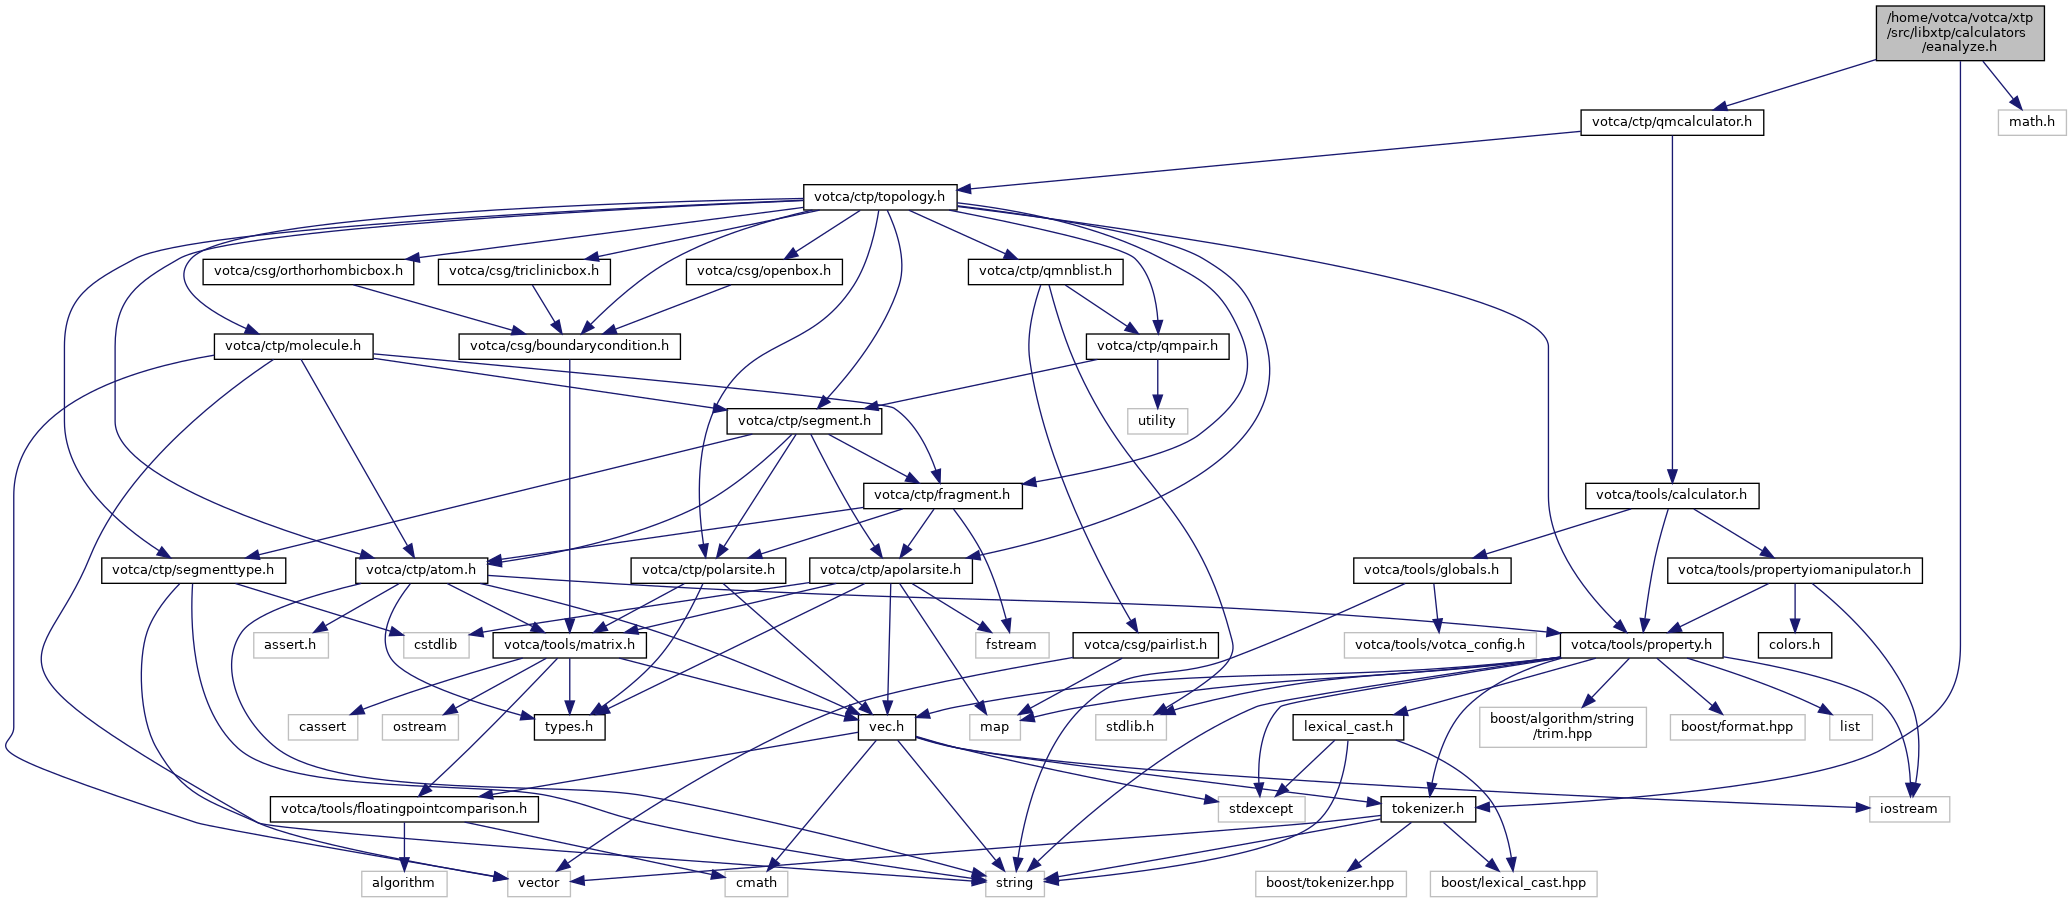 /home/votca/votca/xtp
/src/libxtp/calculators
/eanalyze.h
votca/ctp/qmcalculator.h
math.h
votca/ctp/topology.h
votca/csg/orthorhombicbox.h
votca/csg/triclinicbox.h
votca/csg/openbox.h
votca/ctp/qmnblist.h
votca/ctp/molecule.h
votca/csg/boundarycondition.h
votca/ctp/qmpair.h
votca/ctp/segment.h
utility
votca/ctp/fragment.h
votca/tools/calculator.h
votca/ctp/segmenttype.h
votca/ctp/atom.h
votca/ctp/polarsite.h
votca/ctp/apolarsite.h
votca/tools/globals.h
votca/tools/propertyiomanipulator.h
assert.h
cstdlib
votca/tools/matrix.h
fstream
votca/csg/pairlist.h
votca/tools/votca_config.h
votca/tools/property.h
colors.h
cassert
ostream
types.h
vec.h
map
stdlib.h
lexical_cast.h
boost/algorithm/string
/trim.hpp
boost/format.hpp
list
votca/tools/floatingpointcomparison.h
stdexcept
tokenizer.h
iostream
algorithm
vector
cmath
string
boost/tokenizer.hpp
boost/lexical_cast.hpp